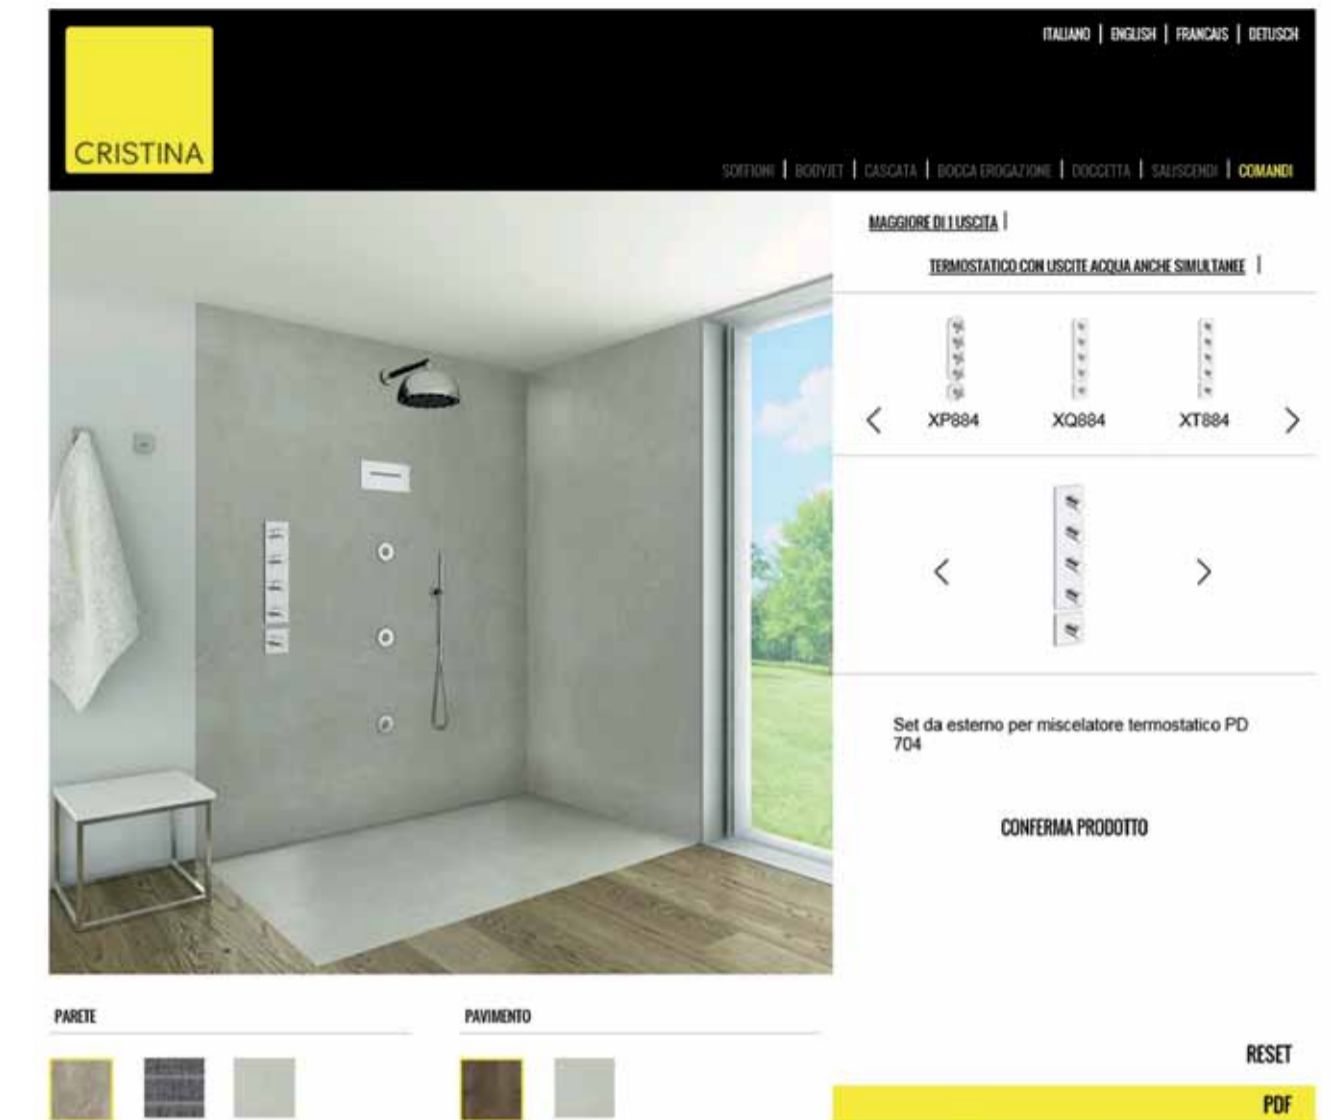 CRISTINA
ITALIANO | ENGLISH | FRANCAIS | DETUSCH
SOFFIONI | BODYJET | CASCATA | BOCCA EROGAZIONE | DOCCETTA | SALISCENDI | COMANDI
MAGGIORE DI 1 USCITA |
TERMOSTATICO CON USCITE ACQUA ANCHE SIMULTANEE |
XP884 XQ884 XT884
Set da esterno per miscelatore termostatico PD
704
CONFERMA PRODOTTO
PARETE PAVIMENTO
RESET
PDF